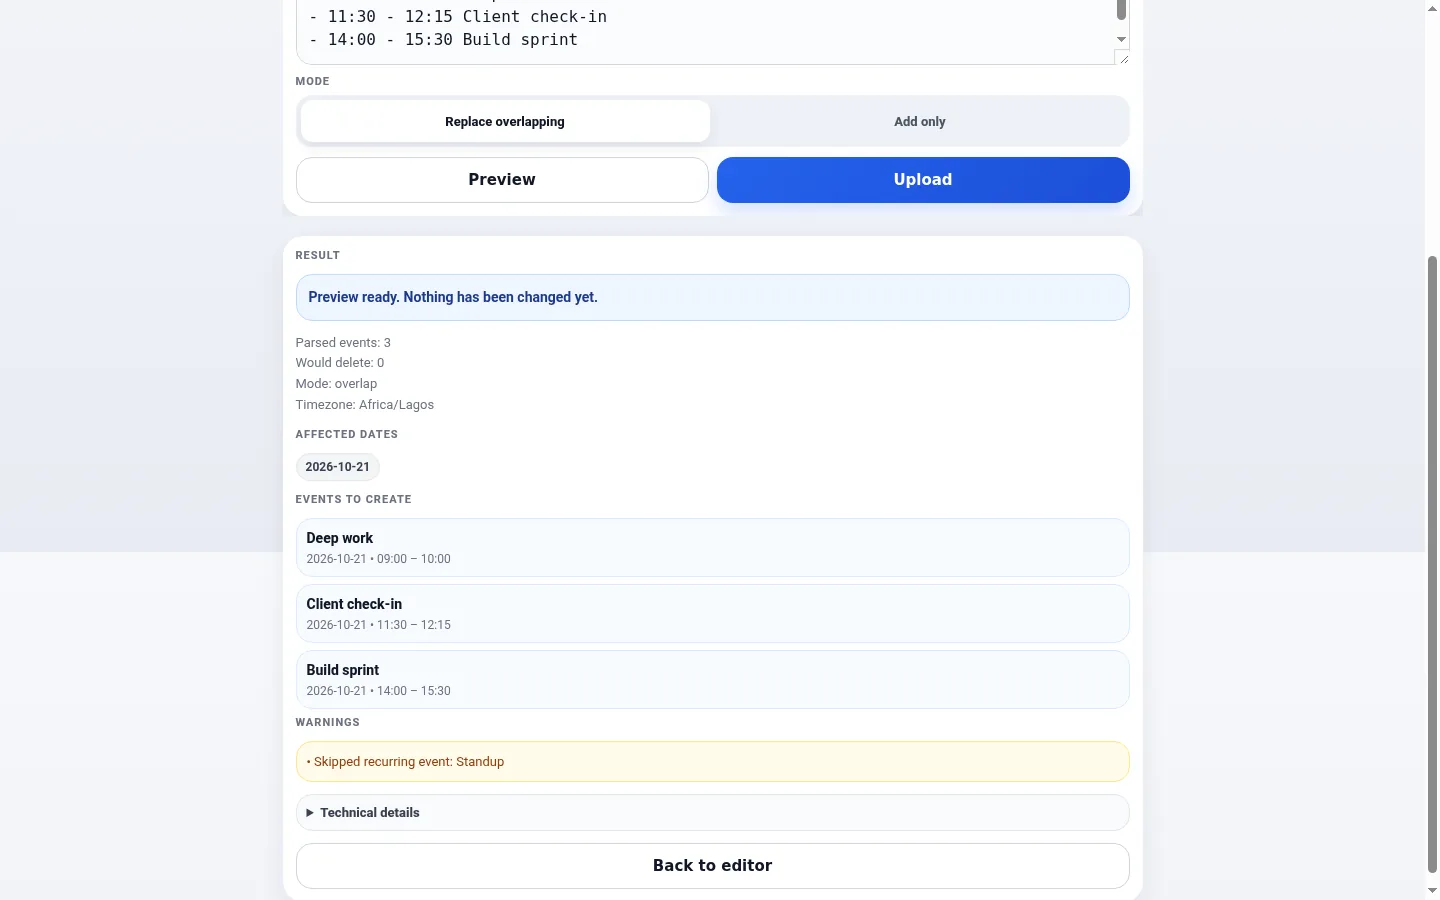 - 11:30 - 12:15 Client check-in
- 14:00 - 15:30 Build sprint
MODE
Replace overlapping
Add only
Preview
Upload
RESULT
Preview ready. Nothing has been changed yet.
Parsed events: 3
Would delete: 0
Mode: overlap
Timezone: Africa/Lagos
AFFECTED DATES
2026-10-21
EVENTS TO CREATE
Deep work
2026-10-21 • 09:00 – 10:00
Client check-in
2026-10-21 • 11:30 – 12:15
Build sprint
2026-10-21 • 14:00 – 15:30
WARNINGS
• Skipped recurring event: Standup
Technical details
Back to editor